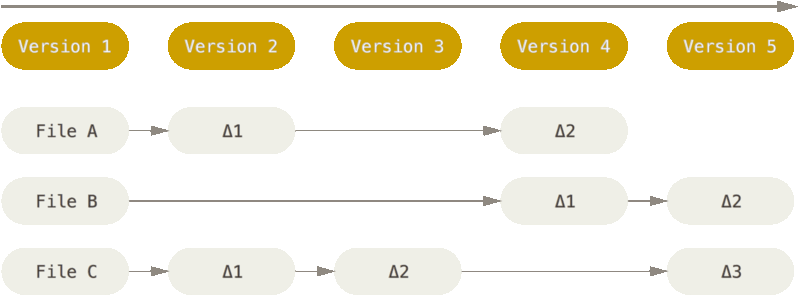 Version 1 Version 2 Version 3 Version 4 Version 5
File A Δ1 Δ2
File B Δ1 Δ2
File C Δ1 Δ2 Δ3